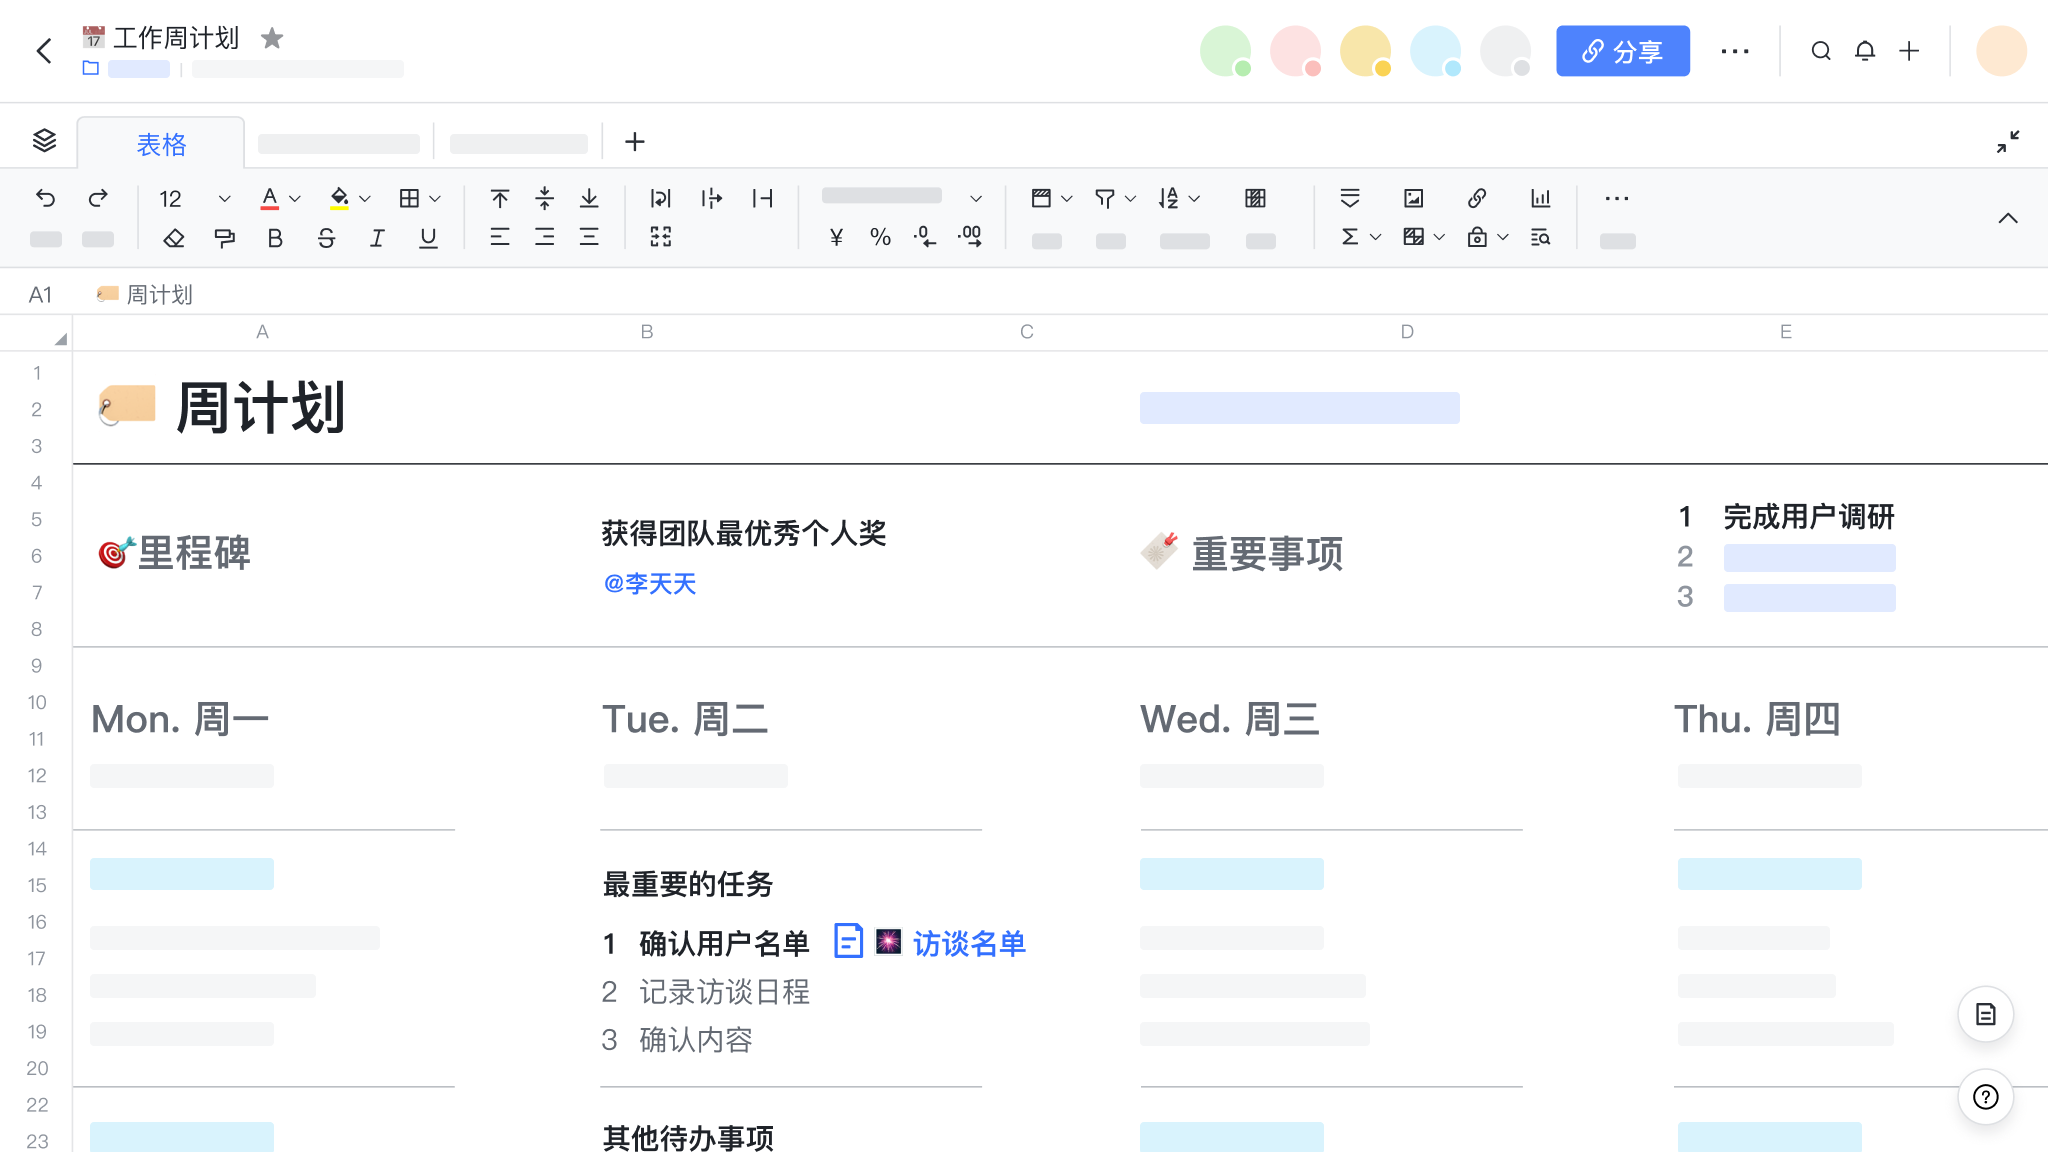 工作周计划
分享
表格
12
A1 周计划
A B C D E
1
2
3
4
5
6
7
8
9
10
11
12
13
14
15
16
17
18
19
20
22
23
周计划
里程碑
获得团队最优秀个人奖
@李天天
重要事项
1 完成用户调研
2
3
Mon. 周一
Tue. 周二
Wed. 周三
Thu. 周四
最重要的任务
1 确认用户名单 访谈名单
2 记录访谈日程
3 确认内容
其他待办事项